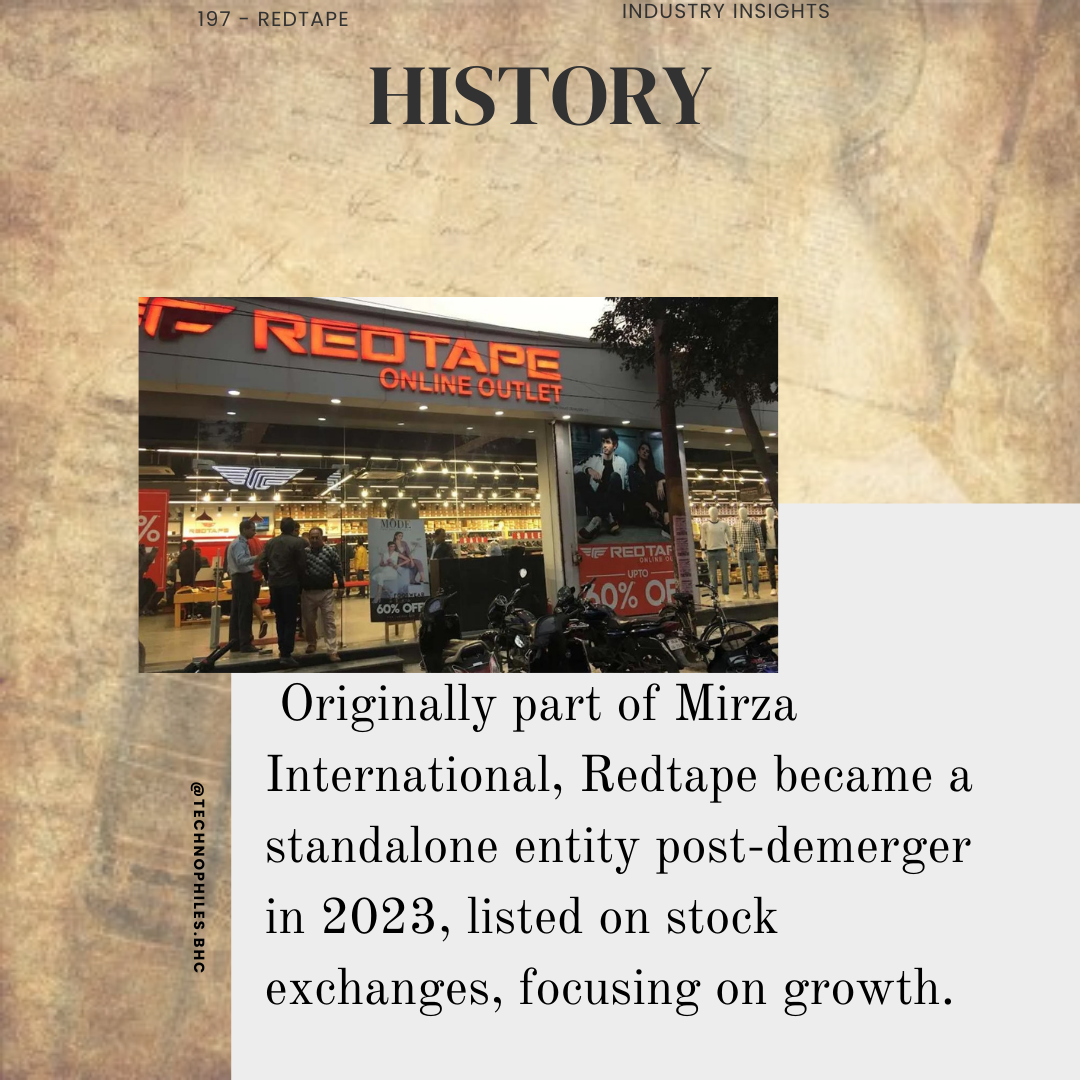 197 - REDTAPE
INDUSTRY INSIGHTS
HISTORY
REDTAPE
ONLINE OUTLET
%
REDTAPE
MODE
60% OFF
REDTAP
ONLINE OU
UPTO
60% OF
Originally part of Mirza
International, Redtape became a
standalone entity post-demerger
in 2023, listed on stock
exchanges, focusing on growth.
@TECHNOPHILES.BHC